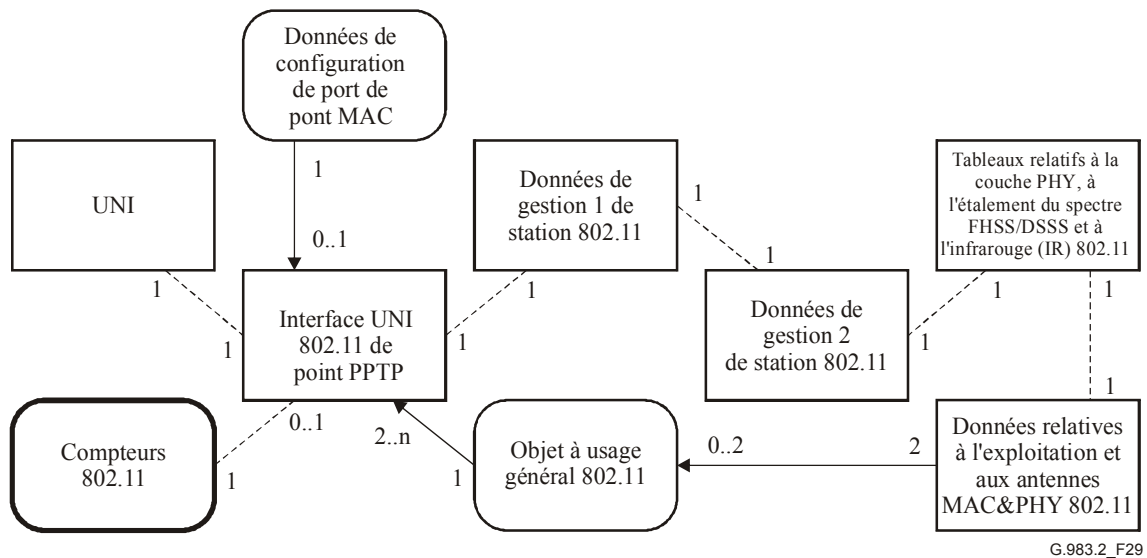 Données de
configuration
de port de
pont MAC
UNI
1
0..1
1
1
Données de
gestion 1 de
station 802.11
1
1
1
1
Tableaux relatifs à la
couche PHY, à
l'étalement du spectre
FHSS/DSSS et à
l'infrarouge (IR) 802.11
1
1
Interface UNI
802.11 de
point PPTP
Données de
gestion 2
de station 802.11
1
1
Compteurs
802.11
1
0..1
2..n
1
Objet à usage
général 802.11
0..2
2
Données relatives
à l'exploitation et
aux antennes
MAC&PHY 802.11
G.983.2_F29